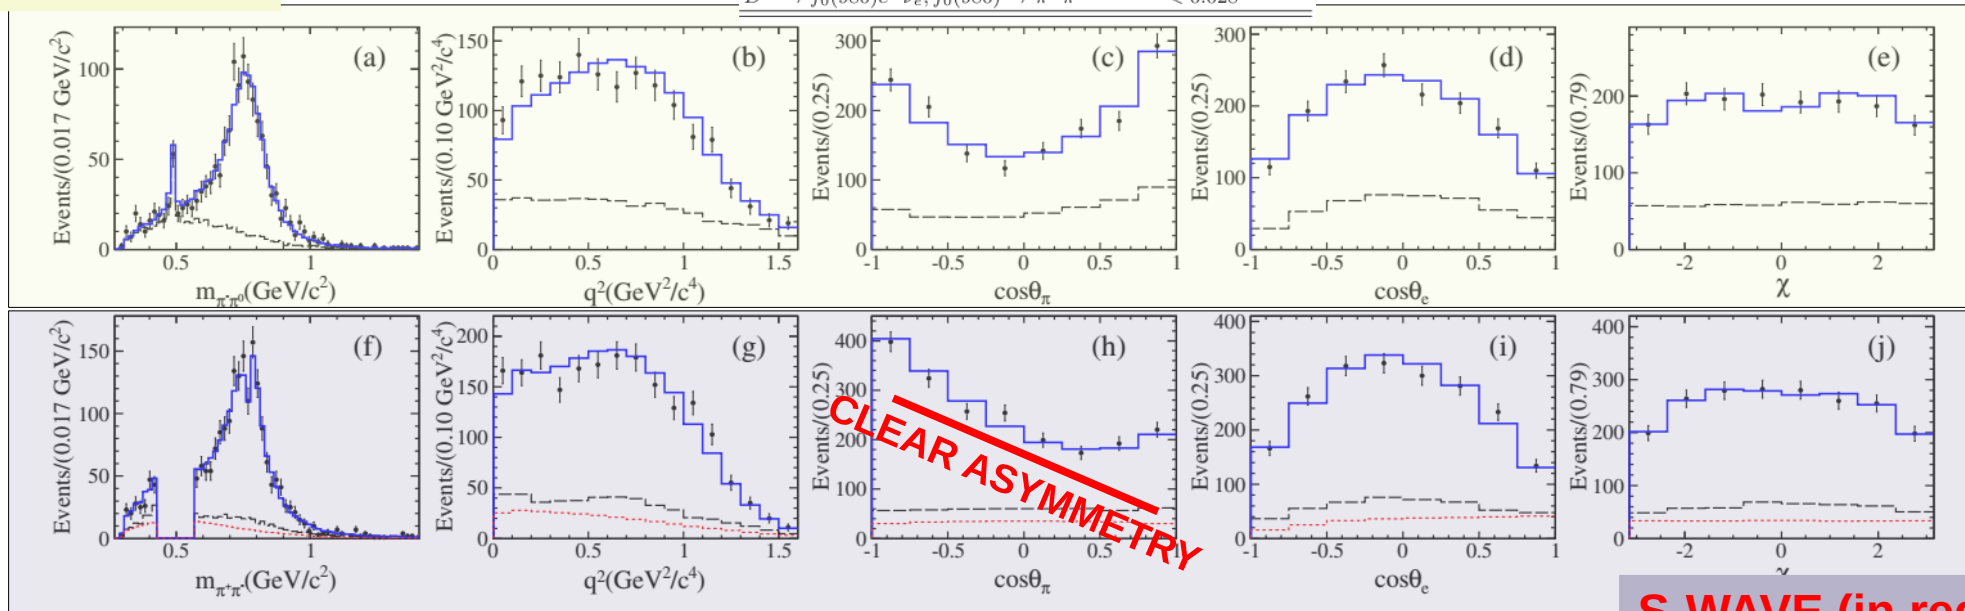 (a) (b) (c) (d) (e)
Events/(0.017 GeV/c²)
100
50
0
0.5 1
m_π⁻π⁰(GeV/c²)
Events/(0.10 GeV²/c⁴)
150
100
50
0
0 0.5 1 1.5
q²(GeV²/c⁴)
Events/(0.25)
300
200
100
0
-1 -0.5 0 0.5 1
cosθ_π
Events/(0.25)
300
200
100
0
-1 -0.5 0 0.5 1
cosθ_e
Events/(0.79)
200
100
0
-2 0 2
χ
(f) (g) (h) (i) (j)
Events/(0.017 GeV/c²)
150
100
50
0
0.5 1
m_π⁺π⁻(GeV/c²)
Events/(0.10 GeV²/c⁴)
200
150
100
50
0
0 0.5 1 1.5
q²(GeV²/c⁴)
Events/(0.25)
400
300
200
100
0
-1 -0.5 0 0.5 1
cosθ_π
CLEAR ASYMMETRY
Events/(0.25)
400
300
200
100
0
-1 -0.5 0 0.5 1
cosθ_e
Events/(0.79)
400
300
200
100
0
-2 0 2
χ
S-WAVE (in